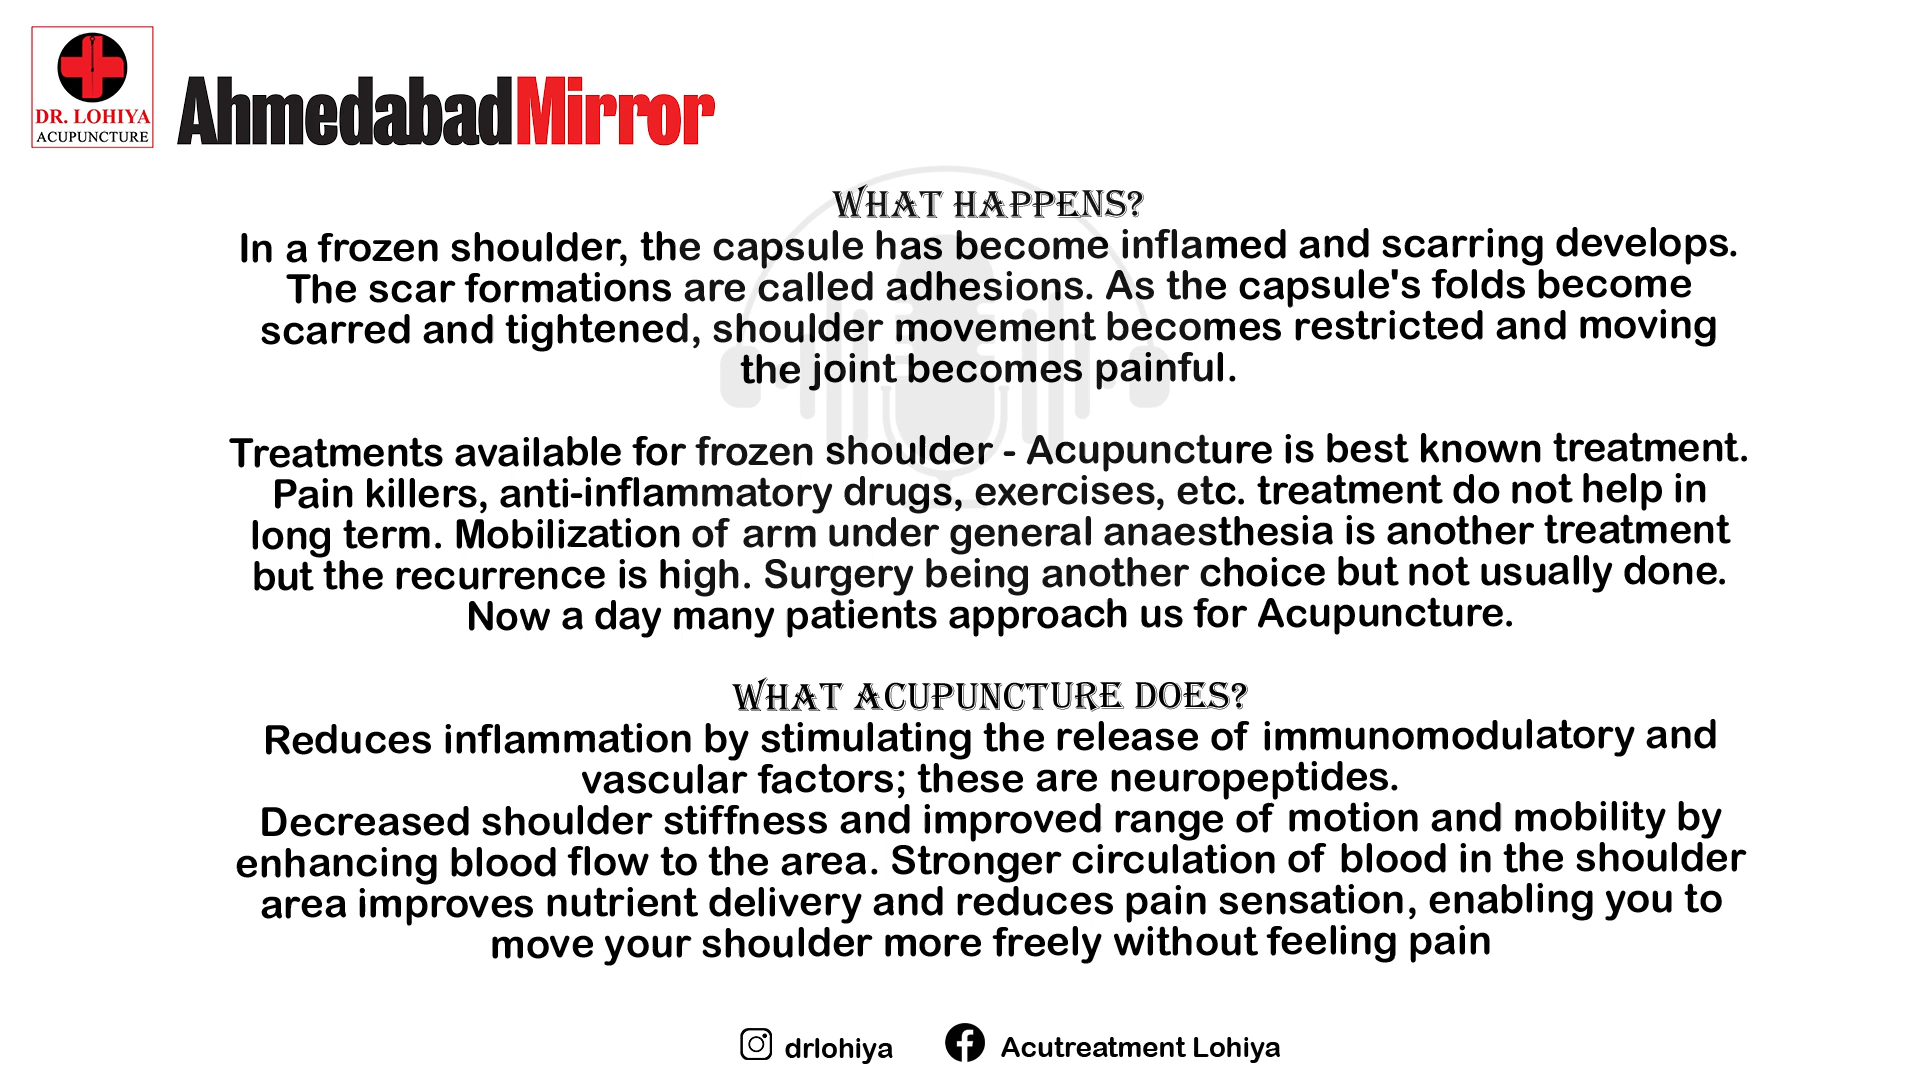 DR. LOHIYA
ACUPUNCTURE
AhmedabadMirror
WHAT HAPPENS?
In a frozen shoulder, the capsule has become inflamed and scarring develops.
The scar formations are called adhesions. As the capsule's folds become
scarred and tightened, shoulder movement becomes restricted and moving
the joint becomes painful.
Treatments available for frozen shoulder - Acupuncture is best known treatment.
Pain killers, anti-inflammatory drugs, exercises, etc. treatment do not help in
long term. Mobilization of arm under general anaesthesia is another treatment
but the recurrence is high. Surgery being another choice but not usually done.
Now a day many patients approach us for Acupuncture.
WHAT ACUPUNCTURE DOES?
Reduces inflammation by stimulating the release of immunomodulatory and
vascular factors; these are neuropeptides.
Decreased shoulder stiffness and improved range of motion and mobility by
enhancing blood flow to the area. Stronger circulation of blood in the shoulder
area improves nutrient delivery and reduces pain sensation, enabling you to
move your shoulder more freely without feeling pain
drlohiya
Acutreatment Lohiya